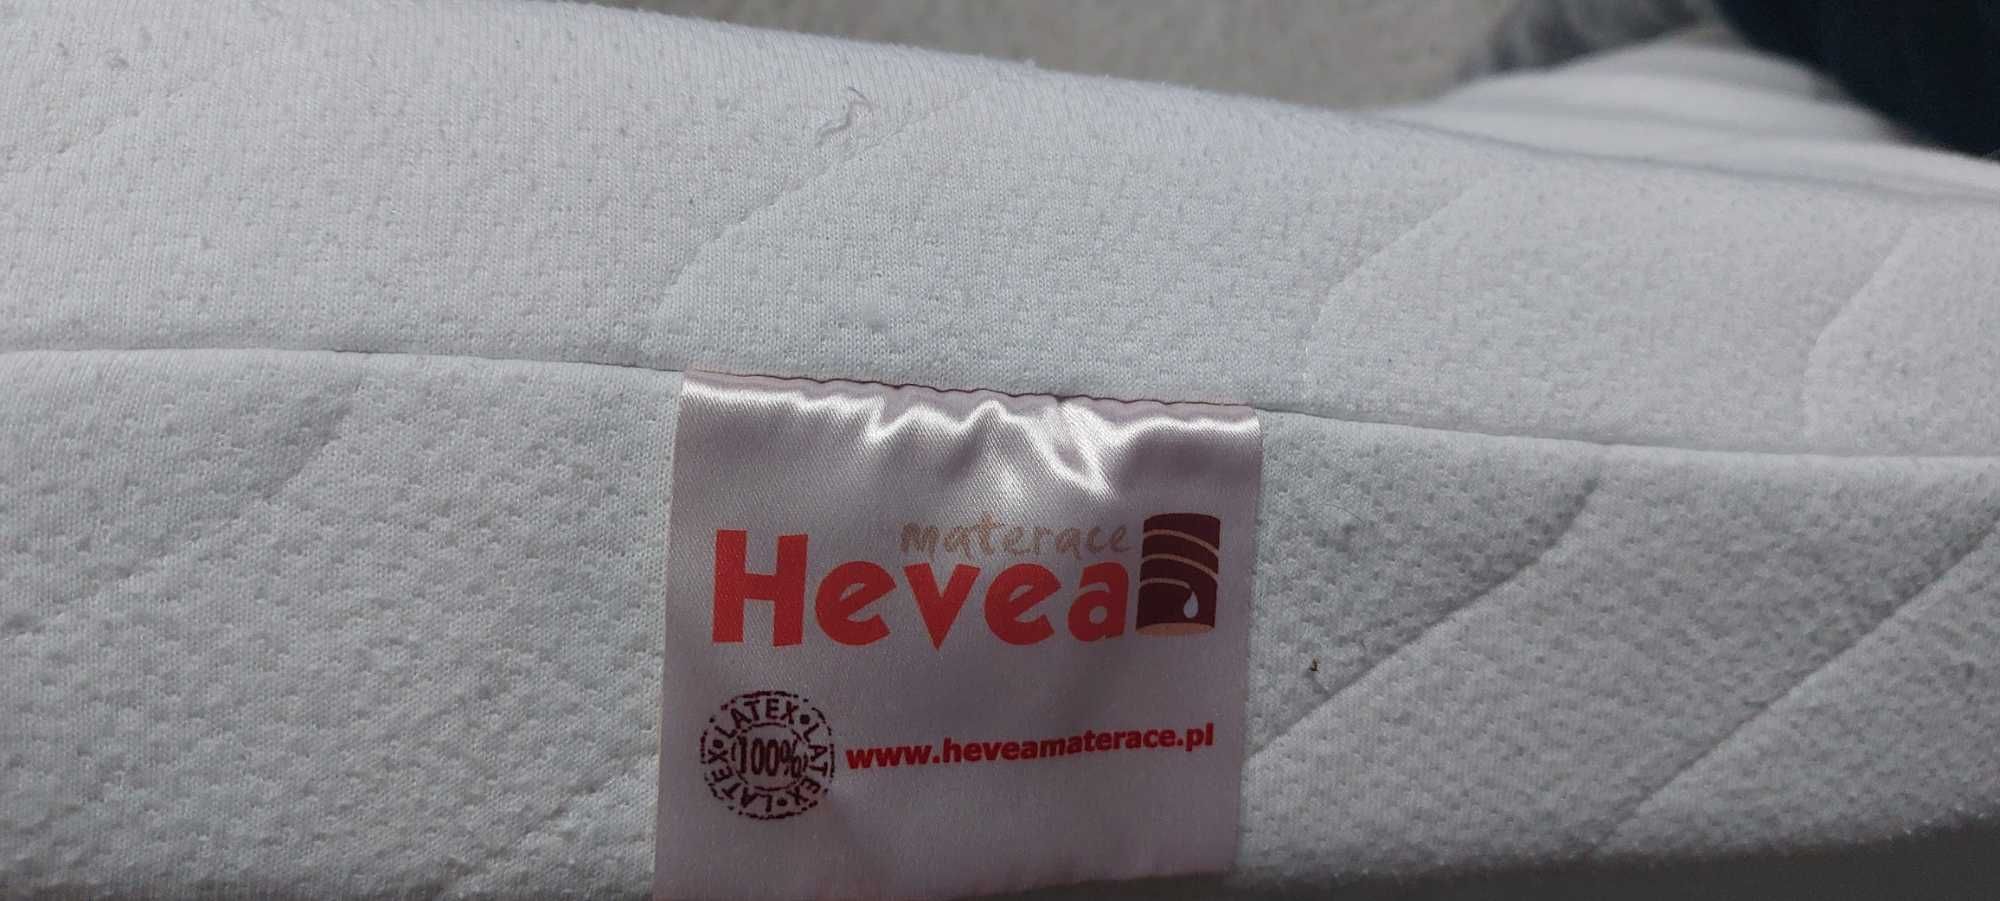 materace
Hevea
LATEX • LATEX • LATEX •
100%
www.heveamaterace.pl